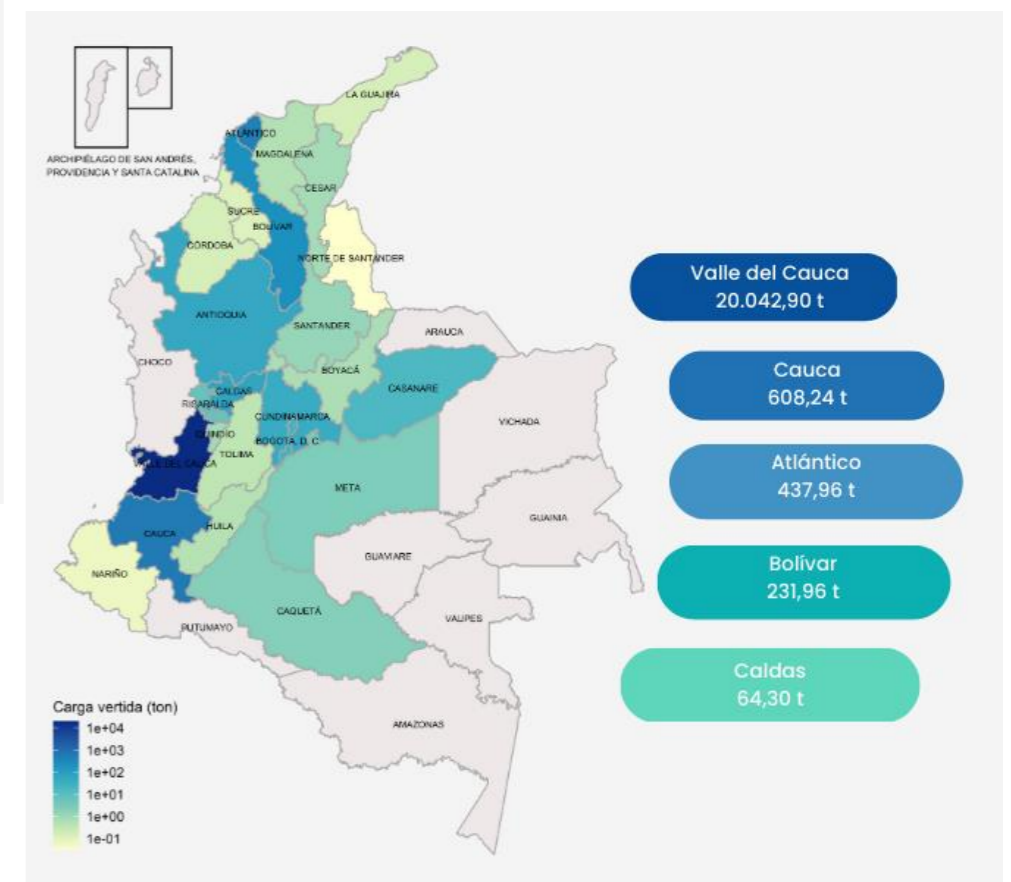 LA GUAJIRA
ATLÁNTICO
MAGDALENA
ARCHIPIÉLAGO DE SAN ANDRÉS,
PROVIDENCIA Y SANTA CATALINA
CESAR
SUCRE
BOLÍVAR
CÓRDOBA
NORTE DE SANTANDER
ANTIOQUIA
SANTANDER
ARAUCA
CHOCO
BOYACÁ
CALDAS
CASANARE
RISARALDA
CUNDINAMARCA
VICHADA
QUINDIO
BOGOTA, D. C.
TOLIMA
VALLE DEL CAUCA
META
GUAINIA
CAUCA
HUILA
GUAVIARE
NARIÑO
CAQUETÁ
VAUPES
PUTUMAYO
AMAZONAS
Valle del Cauca
20.042,90 t
Cauca
608,24 t
Atlántico
437,96 t
Bolívar
231,96 t
Caldas
64,30 t
Carga vertida (ton)
1e+04
1e+03
1e+02
1e+01
1e+00
1e-01